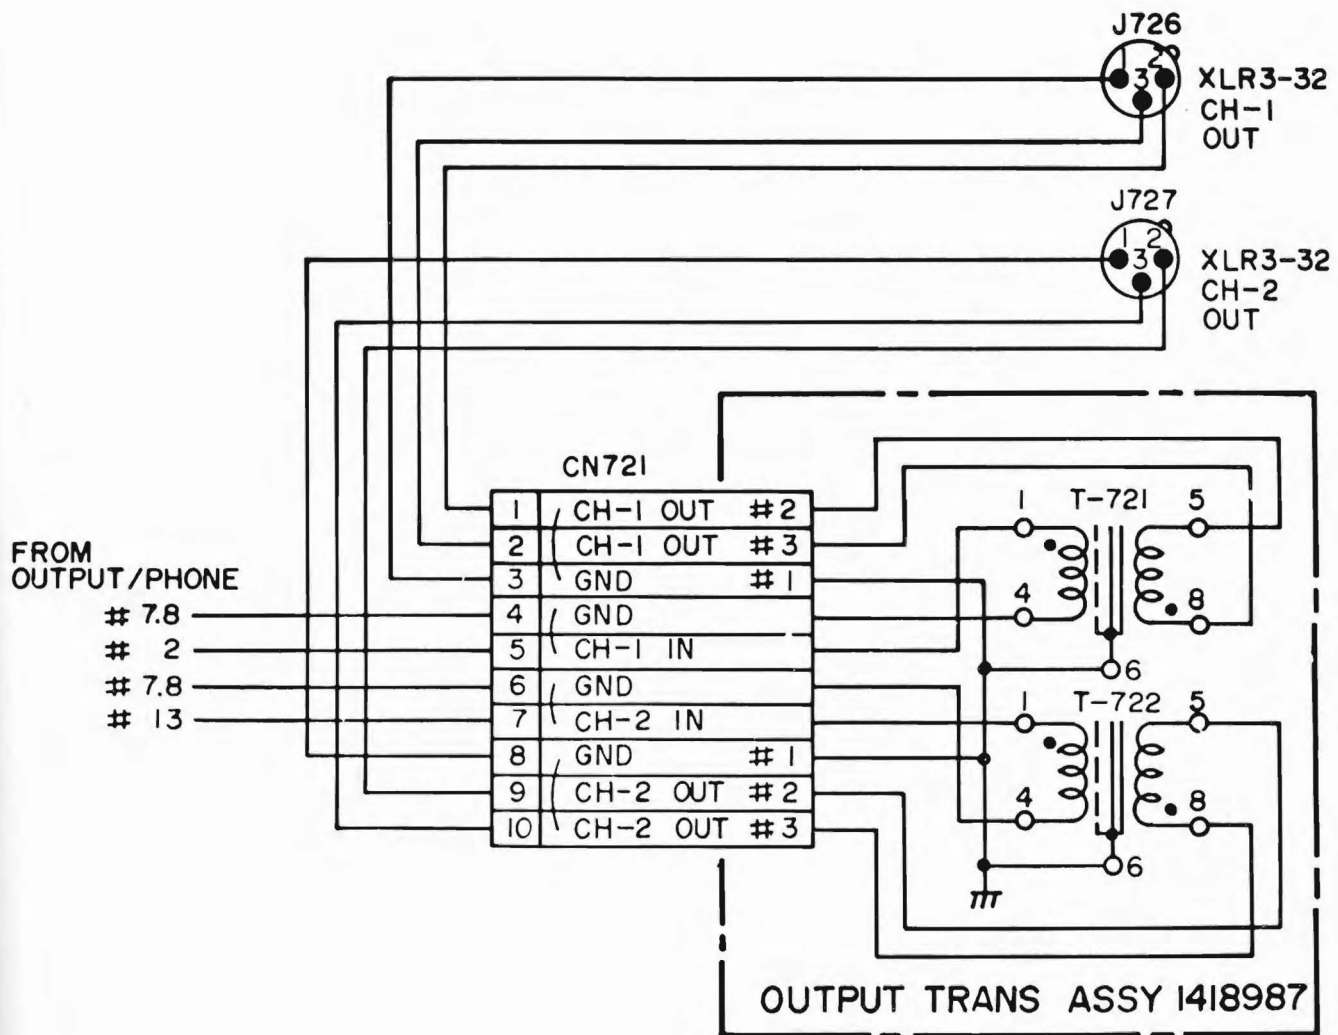 J726
1 2
3
XLR3-32
CH-1
OUT
J727
1 2
3
XLR3-32
CH-2
OUT
CN721
1 CH-1 OUT #2
2 CH-1 OUT #3
3 GND #1
4 GND
5 CH-1 IN
6 GND
7 CH-2 IN
8 GND #1
9 CH-2 OUT #2
10 CH-2 OUT #3
FROM
OUTPUT/PHONE
# 7.8
# 2
# 7.8
# 13
1 T-721 5
4 8
6
1 T-722 5
4 8
6
OUTPUT TRANS ASSY 1418987